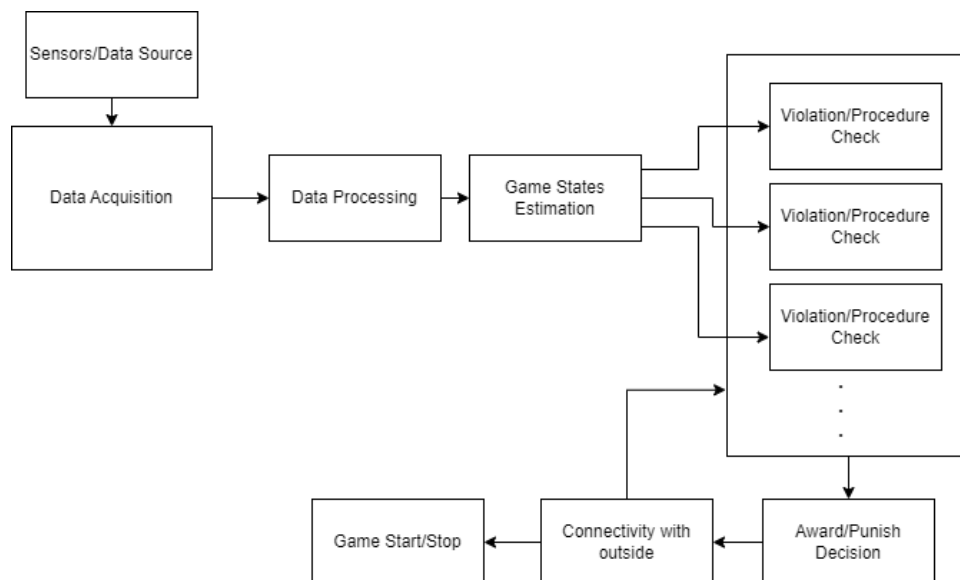 Sensors/Data Source
Data Acquisition
Data Processing
Game States
Estimation
Violation/Procedure
Check
Violation/Procedure
Check
Violation/Procedure
Check
.
.
.
Game Start/Stop
Connectivity with
outside
Award/Punish
Decision